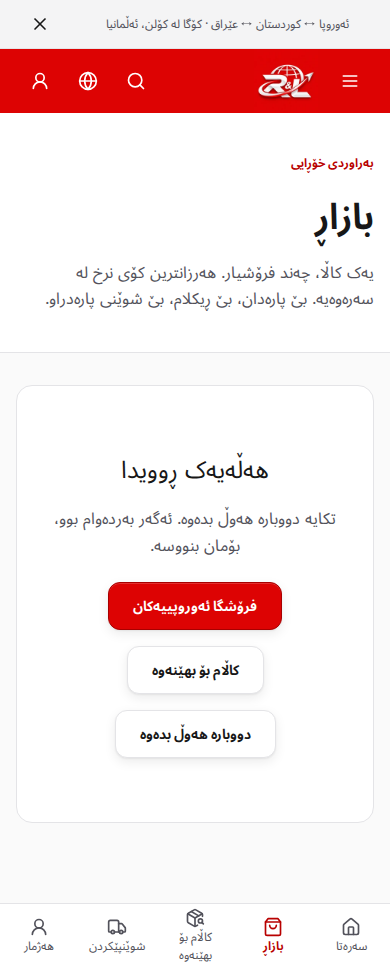 ئەوروپا ↔ کوردستان ↔ عێراق · کۆگا لە کۆلن، ئەڵمانیا
R&L
بەراوردی خۆڕایی
بازاڕ
یەک کاڵا، چەند فرۆشیار. هەرزانترین کۆی نرخ لە
سەرەوەیە. بێ پارەدان، بێ ڕیکلام، بێ شوێنی پارەدراو.
هەڵەیەک ڕوویدا
تکایە دووبارە هەوڵ بدەوە. ئەگەر بەردەوام بوو،
بۆمان بنووسە.
فرۆشگا ئەوروپییەکان
کاڵام بۆ بهێنەوە
دووبارە هەوڵ بدەوە
سەرەتا
بازاڕ
کاڵام بۆ
بهێنەوە
شوێنپێکردن
هەژمار